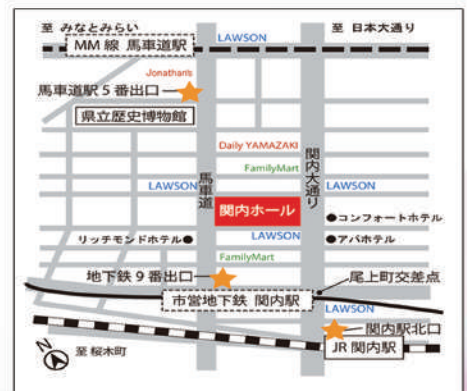 至 みなとみらい
至 日本大通り
LAWSON
MM線 馬車道駅
Jonathan's
馬車道駅5番出口
県立歴史博物館
Daily YAMAZAKI
FamilyMart
LAWSON
馬車道
関内大通り
LAWSON
関内ホール
コンフォートホテル
リッチモンドホテル
LAWSON
アパホテル
FamilyMart
地下鉄9番出口
尾上町交差点
市営地下鉄 関内駅
LAWSON
関内駅北口
N
至 桜木町
JR 関内駅